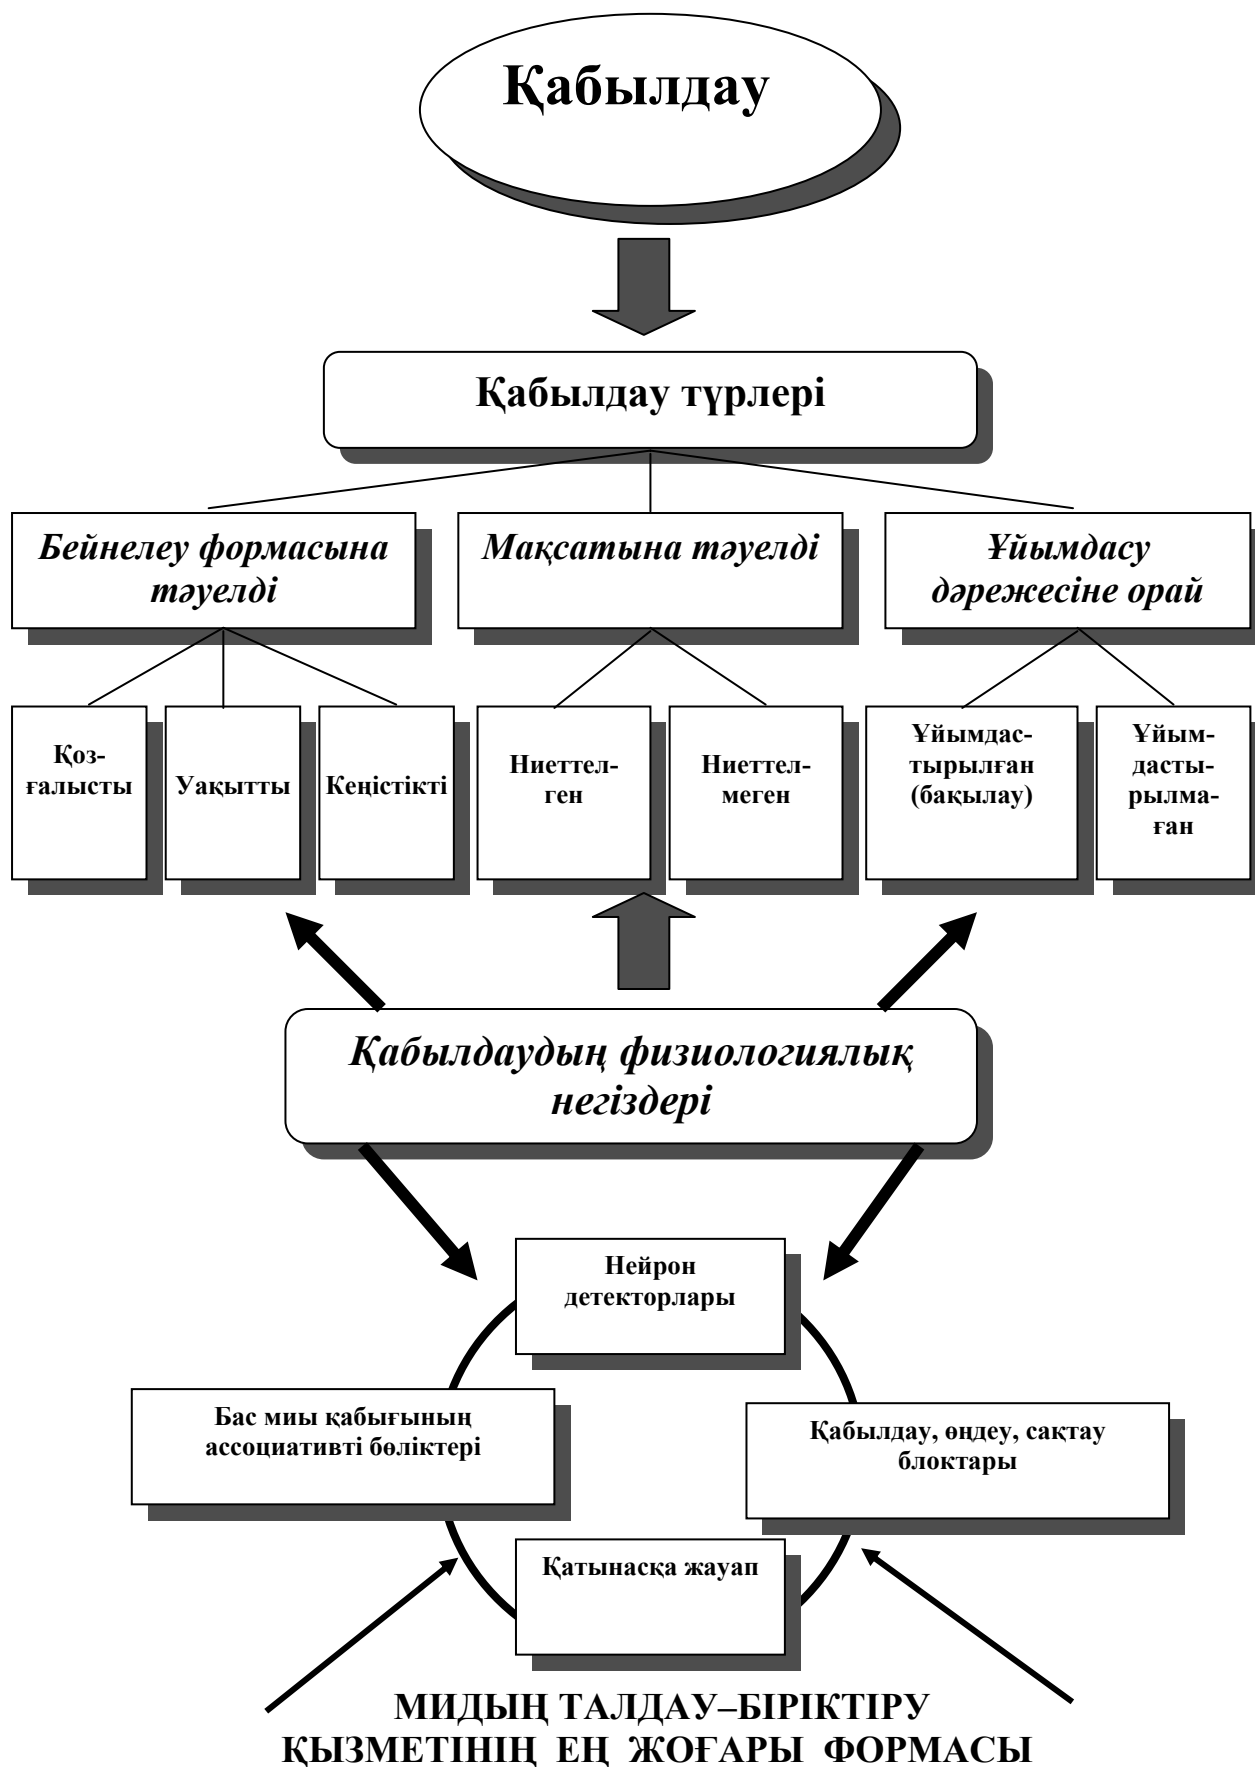 Қабылдау
Қабылдау түрлері
Бейнелеу формасына
тәуелді
Мақсатына тәуелді
Ұйымдасу
дәрежесіне орай
Қоз-
ғалысты
Уақытты
Кеңістікті
Ниеттел-
ген
Ниеттел-
меген
Ұйымдас-
тырылған
(бақылау)
Ұйым-
дасты-
рылма-
ған
Қабылдаудың физиологиялық
негіздері
Нейрон
детекторлары
Бас миы қабығының
ассоциативті бөліктері
Қабылдау, өңдеу, сақтау
блоктары
Қатынасқа жауап
МИДЫҢ ТАЛДАУ–БІРІКТІРУ
ҚЫЗМЕТІНІҢ ЕҢ ЖОҒАРЫ ФОРМАСЫ